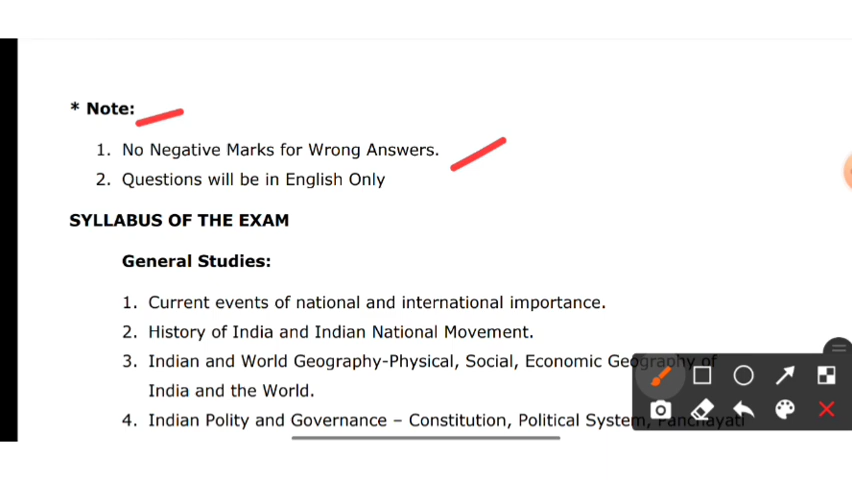 * Note:
1. No Negative Marks for Wrong Answers.
2. Questions will be in English Only
SYLLABUS OF THE EXAM
General Studies:
1. Current events of national and international importance.
2. History of India and Indian National Movement.
3. Indian and World Geography-Physical, Social, Economic Geography of
India and the World.
4. Indian Polity and Governance – Constitution, Political System, Panchayati